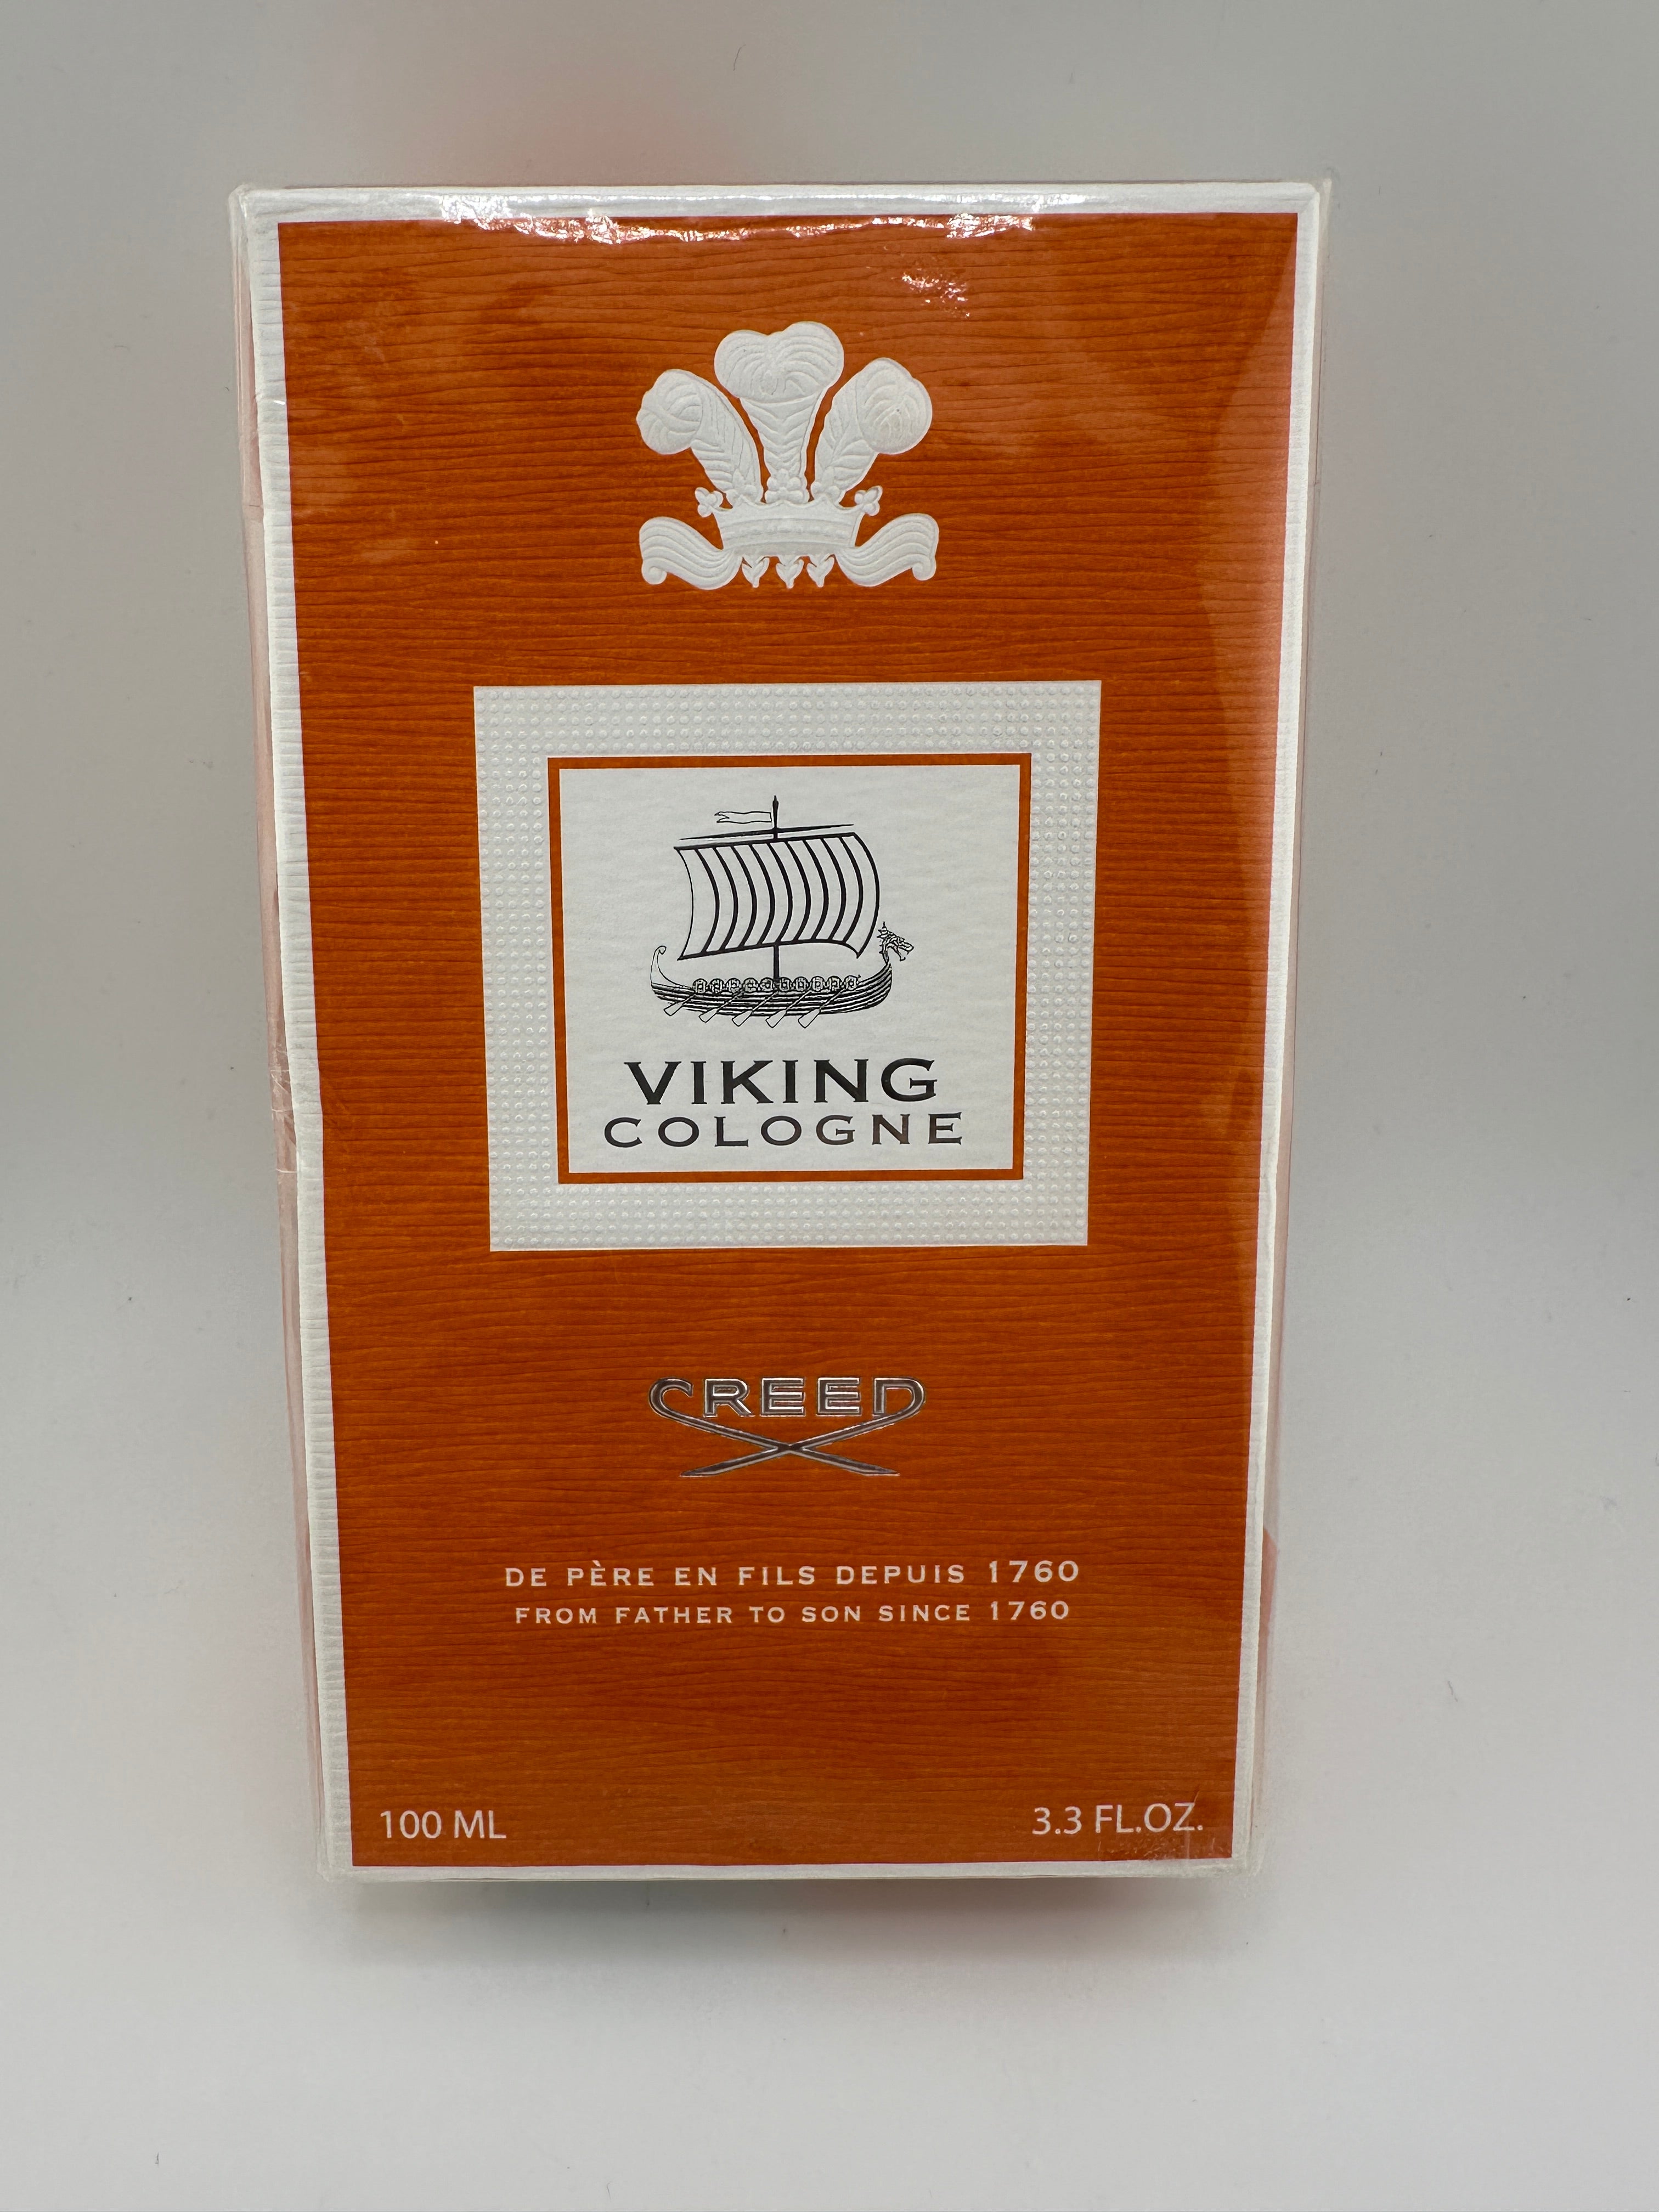 VIKING
COLOGNE
CREED
DE PÈRE EN FILS DEPUIS 1760
FROM FATHER TO SON SINCE 1760
100 ML
3.3 FL.OZ.